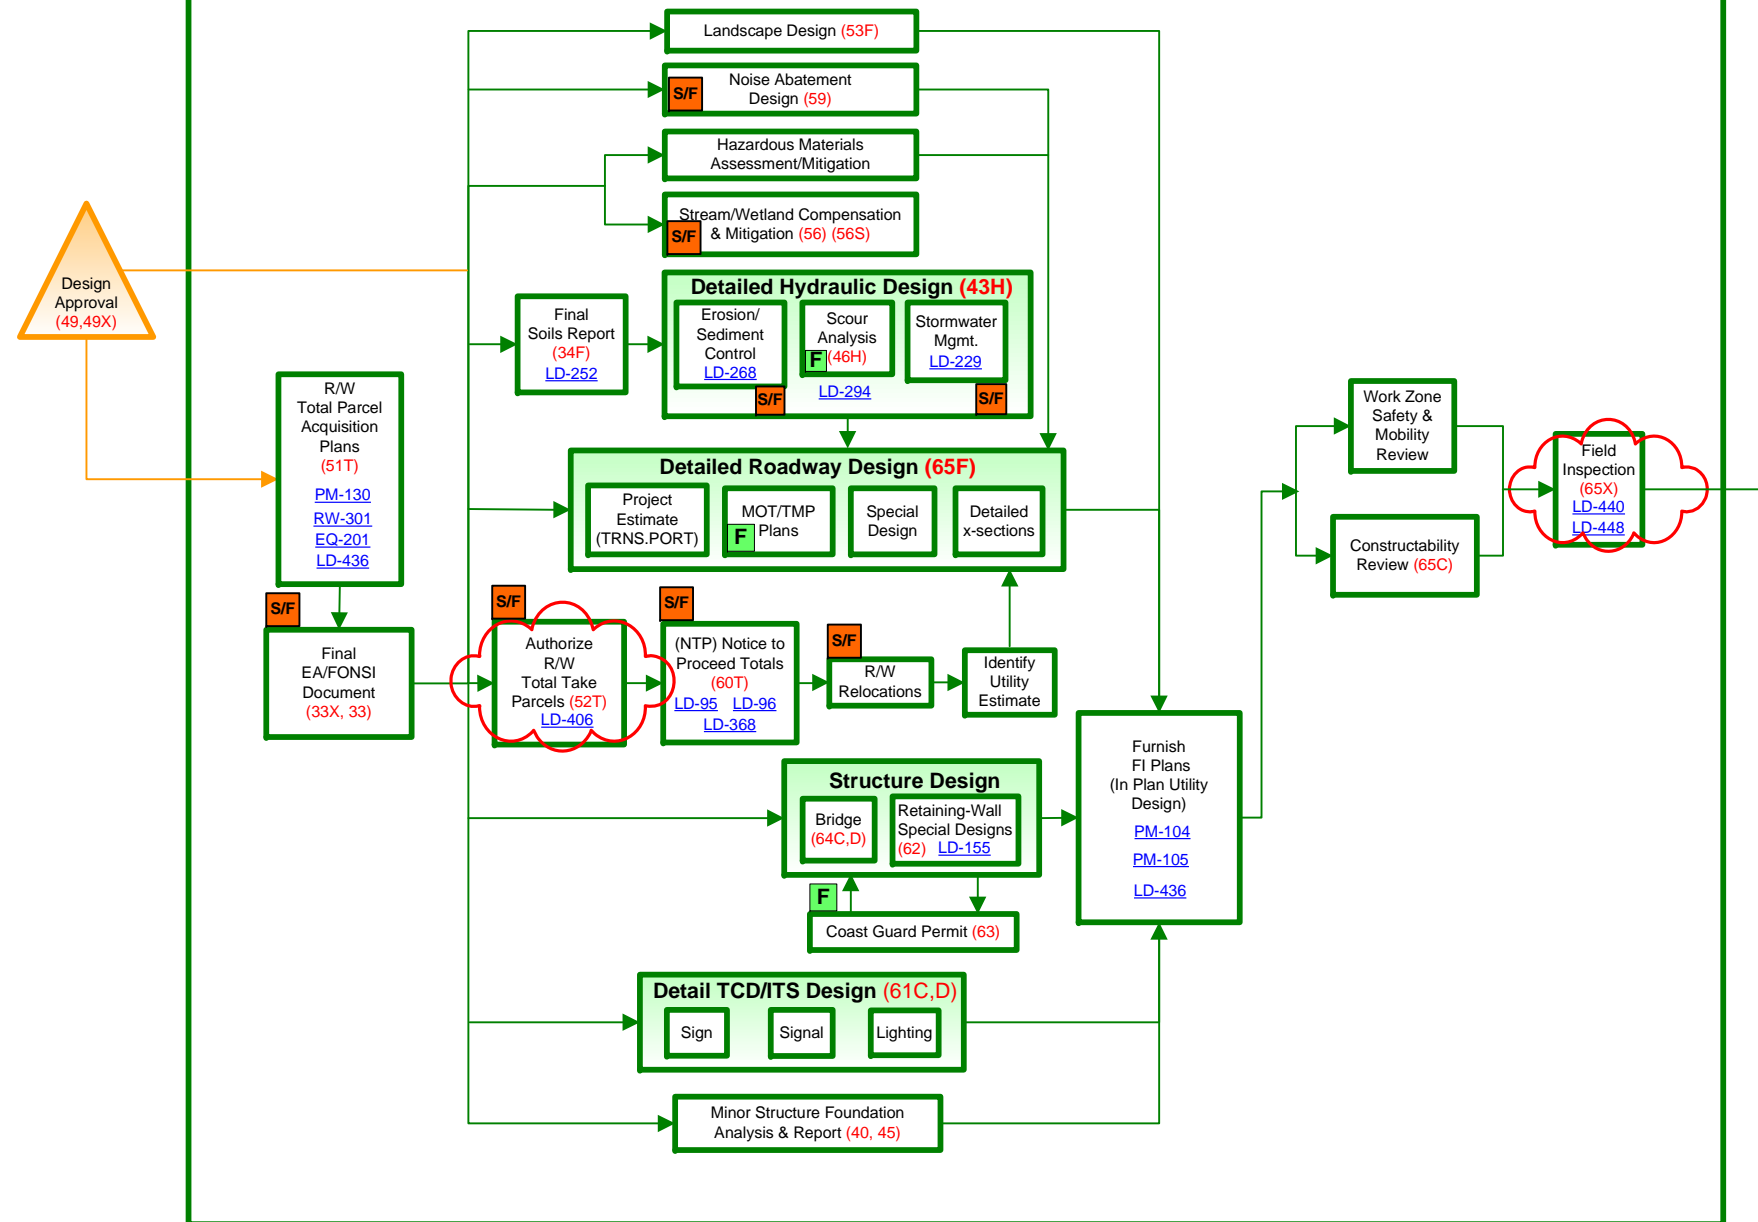 Landscape Design (53F)
S/F
Noise Abatement
Design (59)
Hazardous Materials
Assessment/Mitigation
Stream/Wetland Compensation
S/F
& Mitigation (56) (56S)
Design
Approval
(49,49X)
Final
Soils Report
(34F)
LD-252
Detailed Hydraulic Design (43H)
Erosion/
Sediment
Control
LD-268
S/F
Scour
Analysis
F
(46H)
LD-294
Stormwater
Mgmt.
LD-229
S/F
R/W
Total Parcel
Acquisition
Plans
(51T)
PM-130
RW-301
EQ-201
LD-436
Detailed Roadway Design (65F)
Project
Estimate
(TRNS.PORT)
MOT/TMP
F
Plans
Special
Design
Detailed
x-sections
Work Zone
Safety &
Mobility
Review
Constructability
Review (65C)
Field
Inspection
(65X)
LD-440
LD-448
S/F
Final
EA/FONSI
Document
(33X, 33)
S/F
Authorize
R/W
Total Take
Parcels (52T)
LD-406
S/F
(NTP) Notice to
Proceed Totals
(60T)
LD-95 LD-96
LD-368
S/F
R/W
Relocations
Identify
Utility
Estimate
Structure Design
Bridge
(64C,D)
Retaining-Wall
Special Designs
(62) LD-155
F
Coast Guard Permit (63)
Furnish
FI Plans
(In Plan Utility
Design)
PM-104
PM-105
LD-436
Detail TCD/ITS Design (61C,D)
Sign
Signal
Lighting
Minor Structure Foundation
Analysis & Report (40, 45)